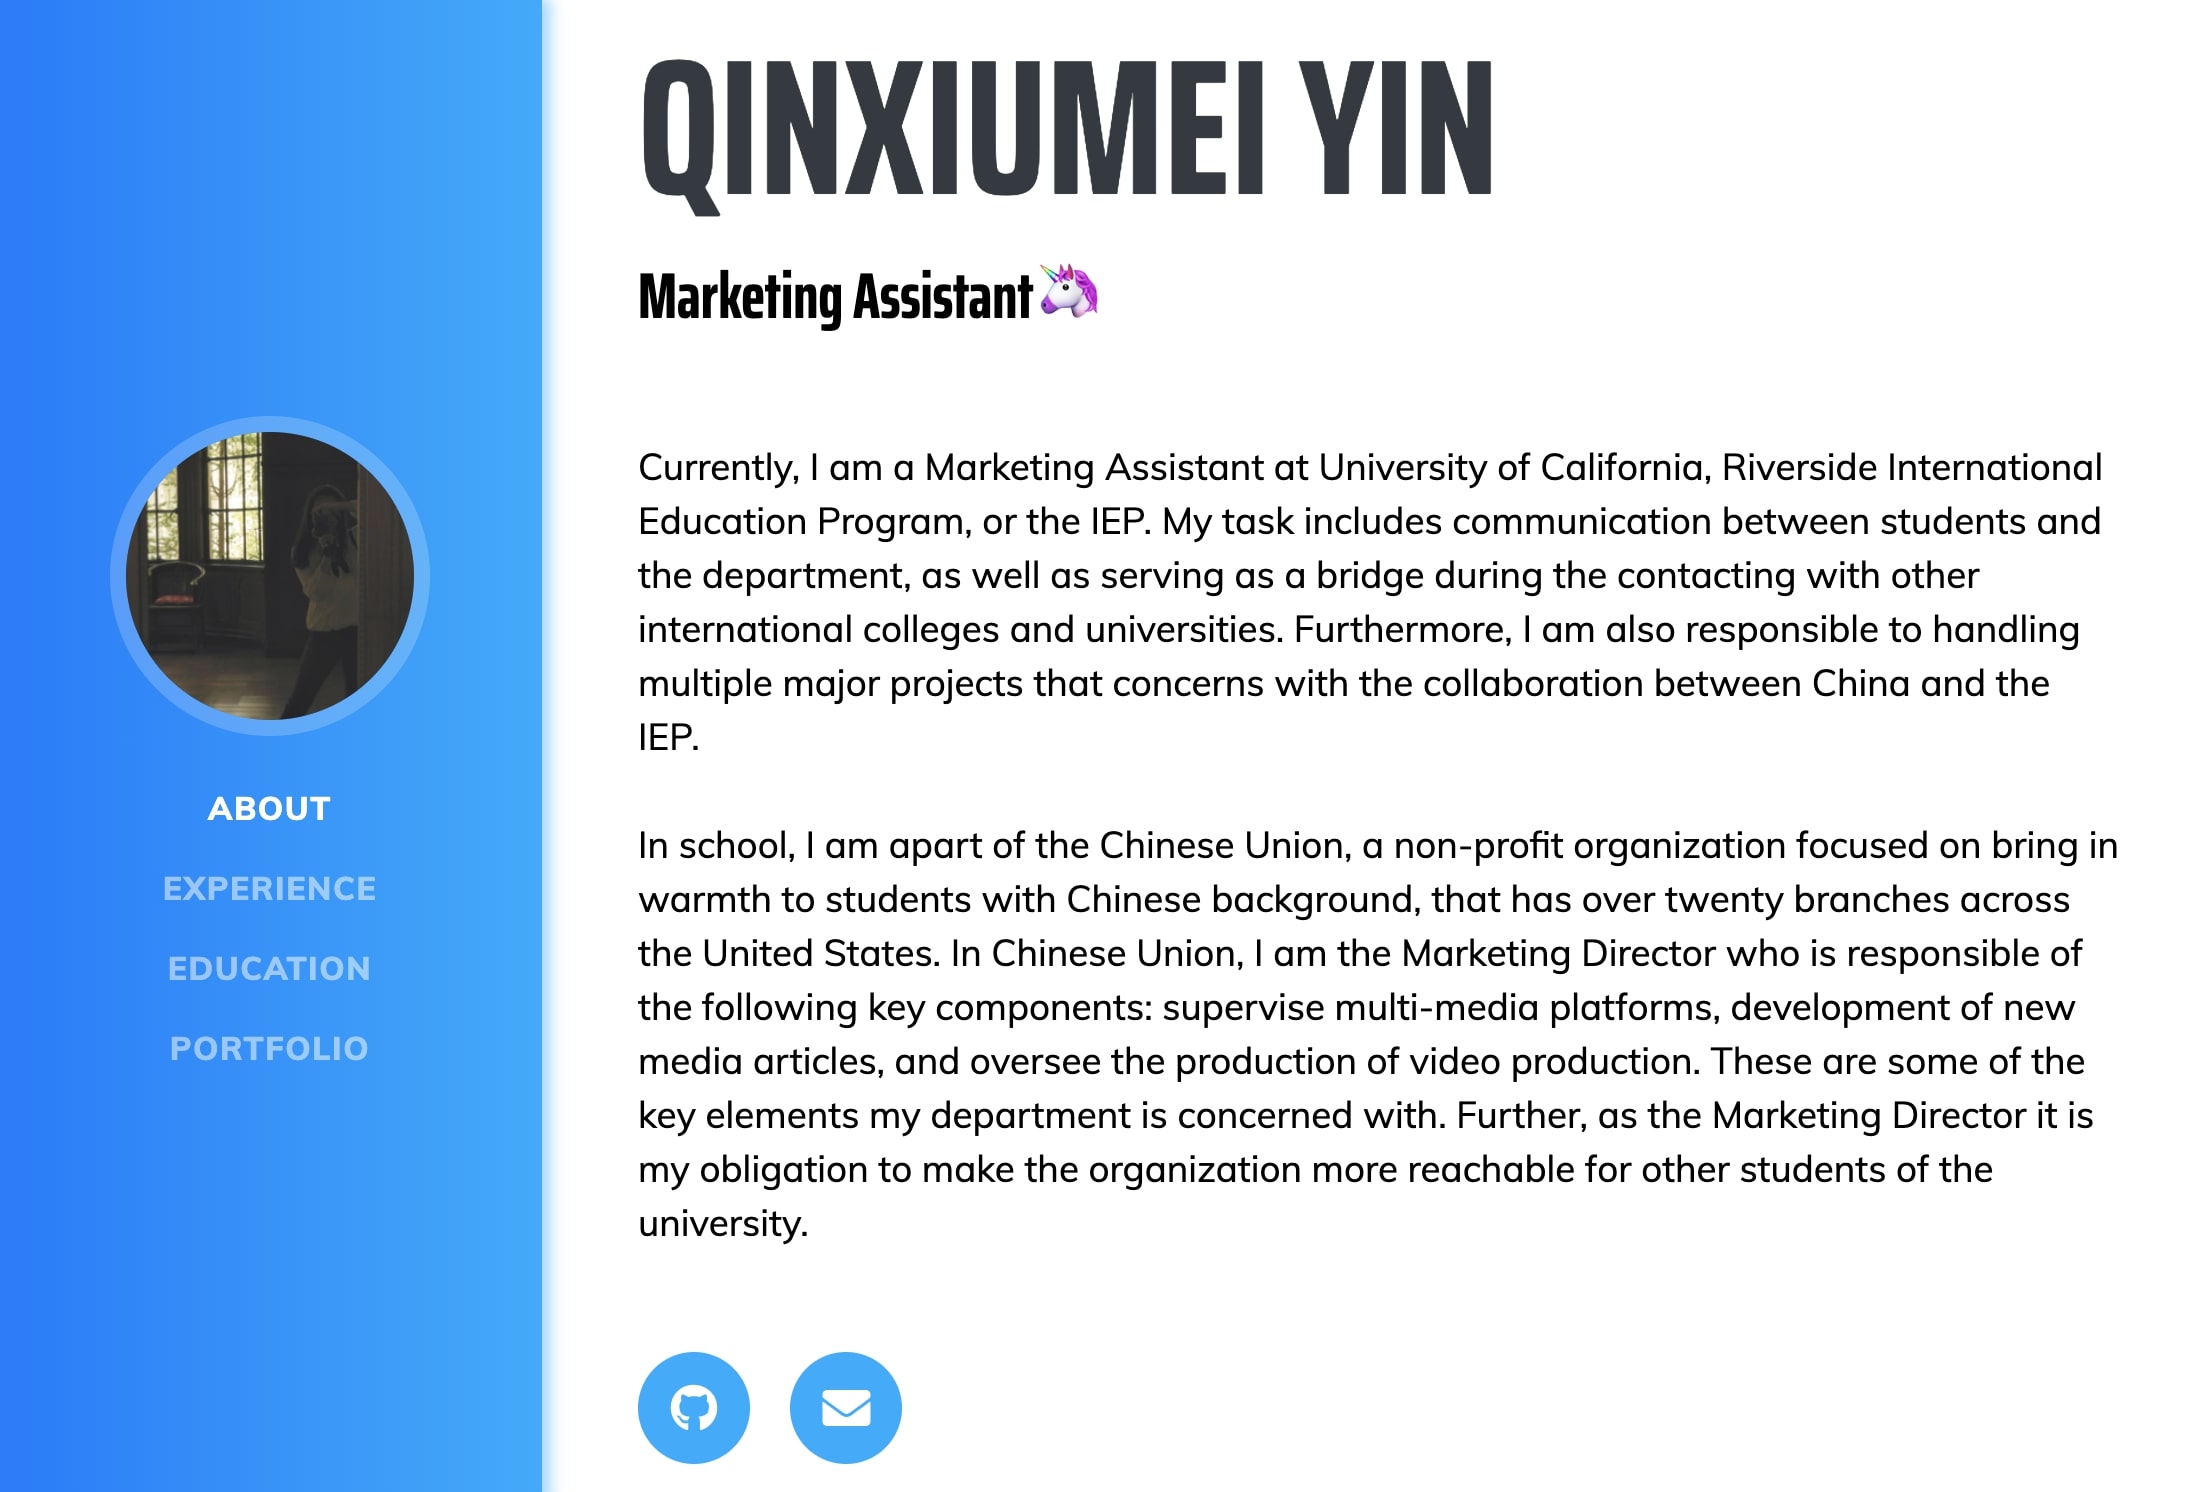 QINXIUMEI YIN
Marketing Assistant🦄
Currently, I am a Marketing Assistant at University of California, Riverside International
Education Program, or the IEP. My task includes communication between students and
the department, as well as serving as a bridge during the contacting with other
international colleges and universities. Furthermore, I am also responsible to handling
multiple major projects that concerns with the collaboration between China and the
IEP.
In school, I am apart of the Chinese Union, a non-profit organization focused on bring in
warmth to students with Chinese background, that has over twenty branches across
the United States. In Chinese Union, I am the Marketing Director who is responsible of
the following key components: supervise multi-media platforms, development of new
media articles, and oversee the production of video production. These are some of the
key elements my department is concerned with. Further, as the Marketing Director it is
my obligation to make the organization more reachable for other students of the
university.
ABOUT
EXPERIENCE
EDUCATION
PORTFOLIO